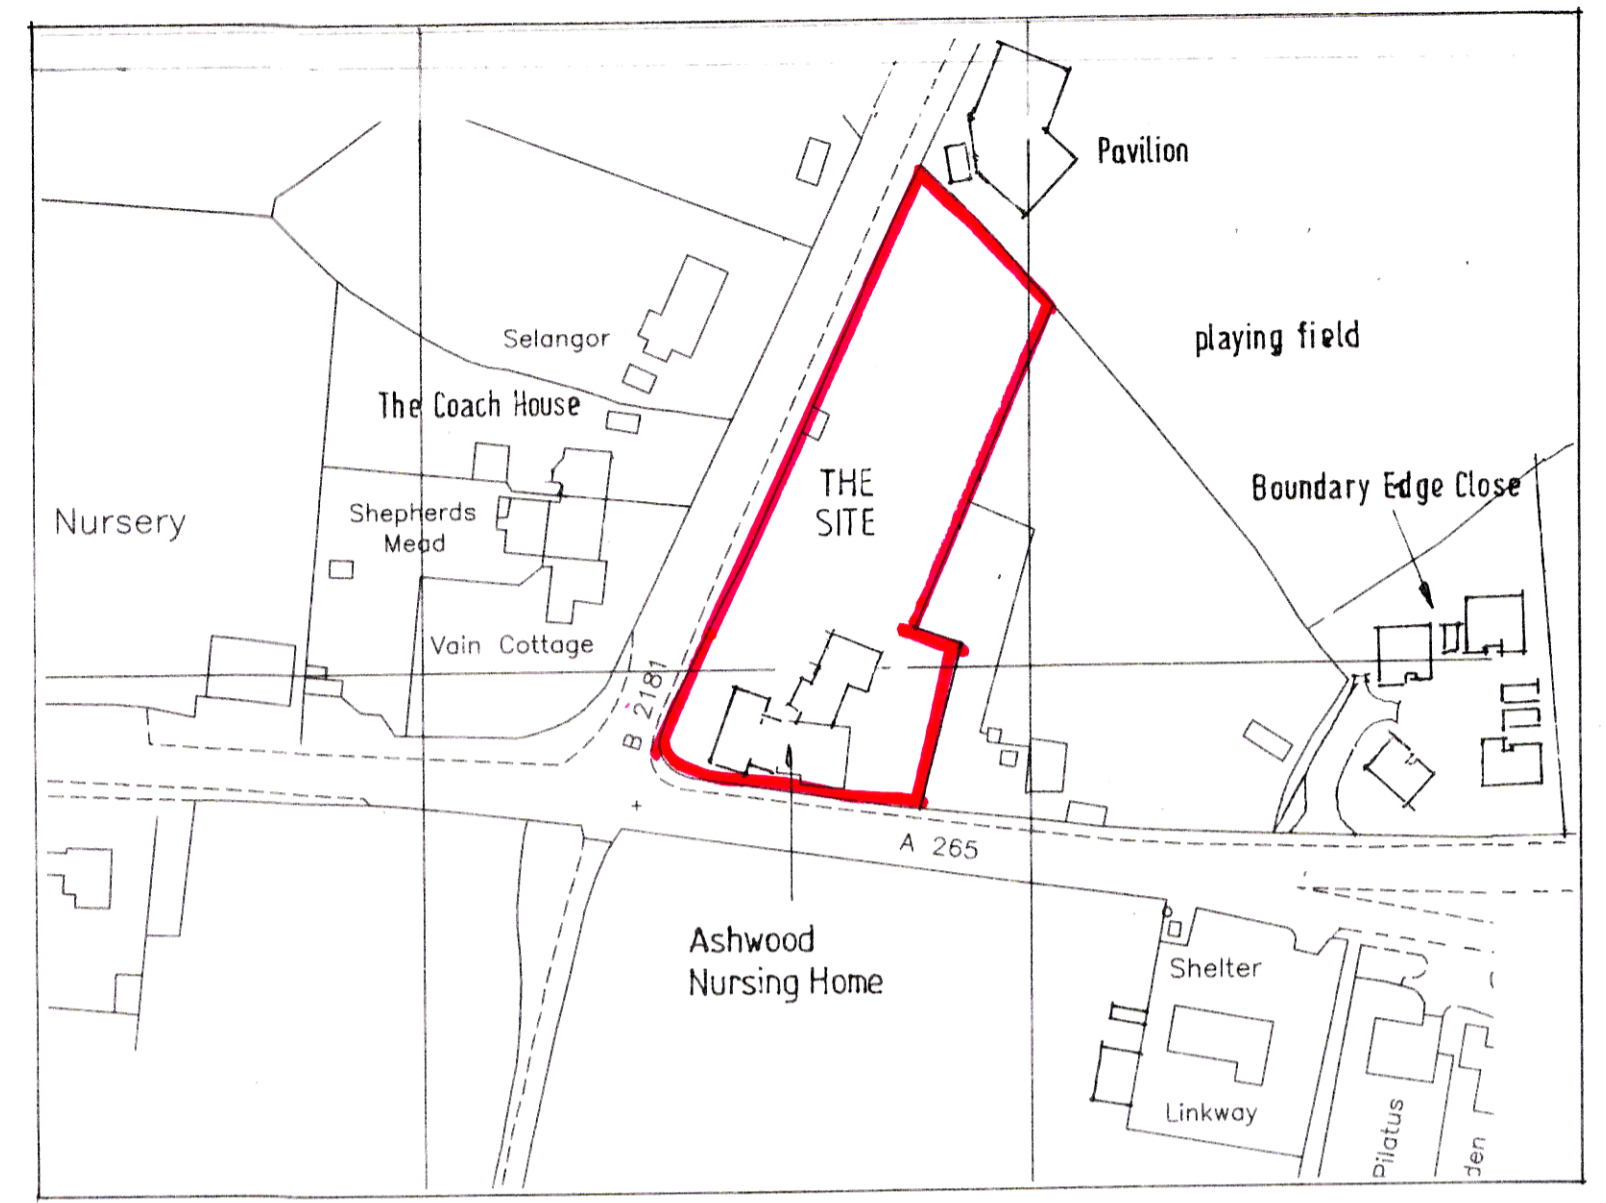 Pavilion
playing field
Selangor
The Coach House
THE
SITE
Boundary Edge Close
Nursery
Shepherds
Mead
Vain Cottage
B 2181
A 265
Ashwood
Nursing Home
Shelter
Linkway
Pilatus
den